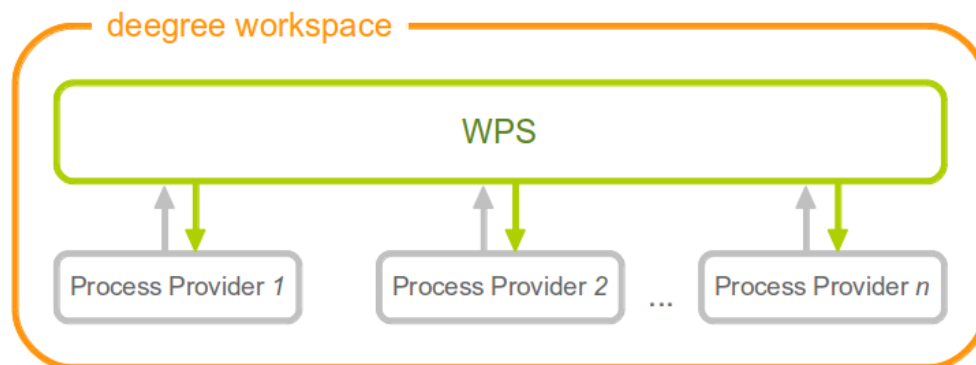 deegree workspace
WPS
Process Provider 1
Process Provider 2
...
Process Provider n